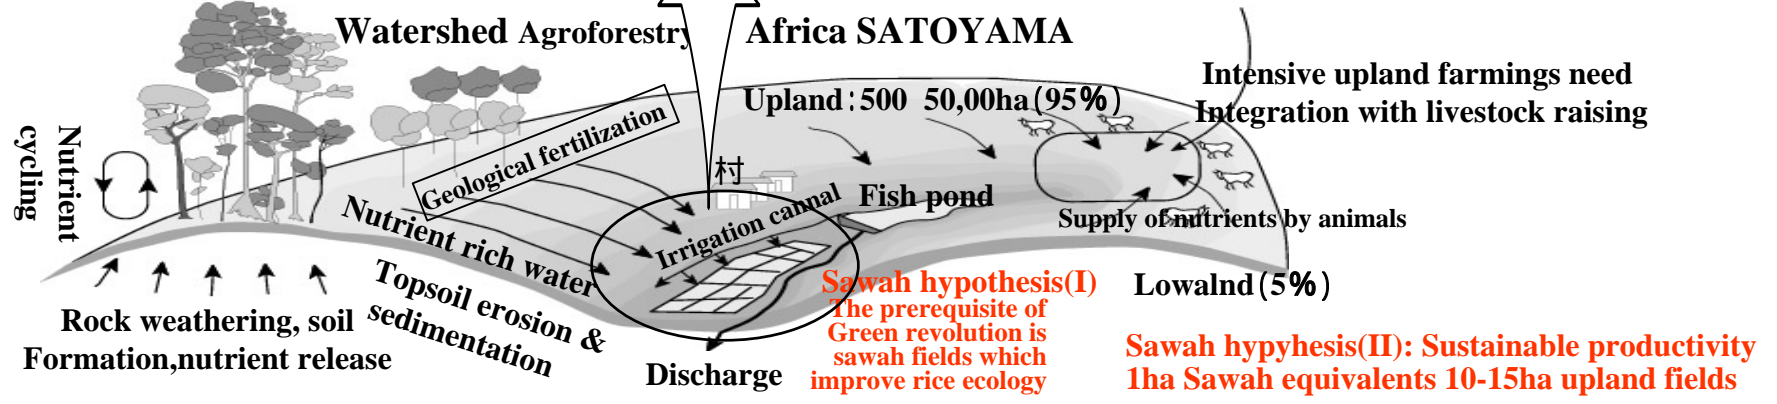 Watershed Agroforestry
Africa SATOYAMA
Intensive upland farmings need
Integration with livestock raising
Upland:500 50,00ha(95%)
Nutrient
cycling
Geological fertilization
村
Fish pond
Irrigation cannal
Supply of nutrients by animals
Nutrient rich water
Topsoil erosion &
sedimentation
Rock weathering, soil
Formation,nutrient release
Discharge
Sawah hypothesis(I)
The prerequisite of
Green revolution is
sawah fields which
improve rice ecology
Lowalnd(5%)
Sawah hypyhesis(II): Sustainable productivity
1ha Sawah equivalents 10-15ha upland fields